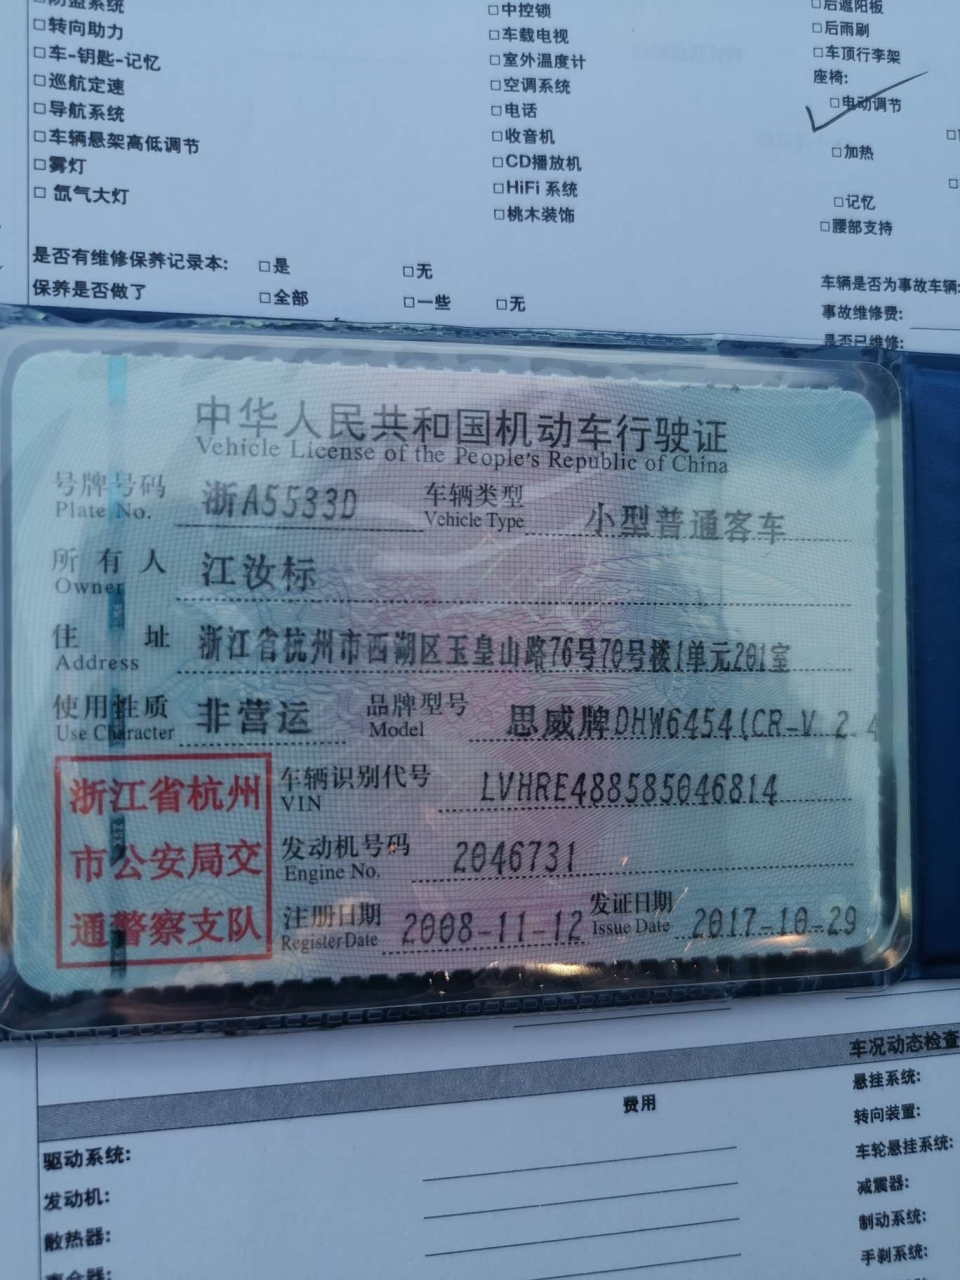 防盗系统
□转向助力
□车-钥匙-记忆
□巡航定速
□导航系统
□车辆悬架高低调节
□雾灯
□氙气大灯
□中控锁
□车载电视
□室外温度计
□空调系统
□电话
□收音机
□CD播放机
□HiFi 系统
□桃木装饰
□后遮阳板
□后雨刷
□车顶行李架
座椅:
□电动调节
□加热
□记忆
□腰部支持
是否有维修保养记录本: □是 □无
保养是否做了 □全部 □一些 □无
车辆是否为事故车辆:
事故维修费:
是否已维修:
中华人民共和国机动车行驶证
Vehicle License of the People's Republic of China
号牌号码 浙A5533D 车辆类型 小型普通客车
Plate No. Vehicle Type
所有人 江汝标
Owner
住址 浙江省杭州市西湖区玉皇山路76号70号楼1单元201室
Address
使用性质 非营运 品牌型号 思威牌DHW6454(CR-V 2.4
Use Character Model
浙江省杭州
市公安局交
通警察支队
车辆识别代号 LVHRE488585046814
VIN
发动机号码 2046731
Engine No.
注册日期 2008-11-12 发证日期 2017-10-29
Register Date Issue Date
车况动态检查
费用
驱动系统:
发动机:
散热器:
悬挂系统:
转向装置:
车轮悬挂系统:
减震器:
制动系统:
手刹系统: